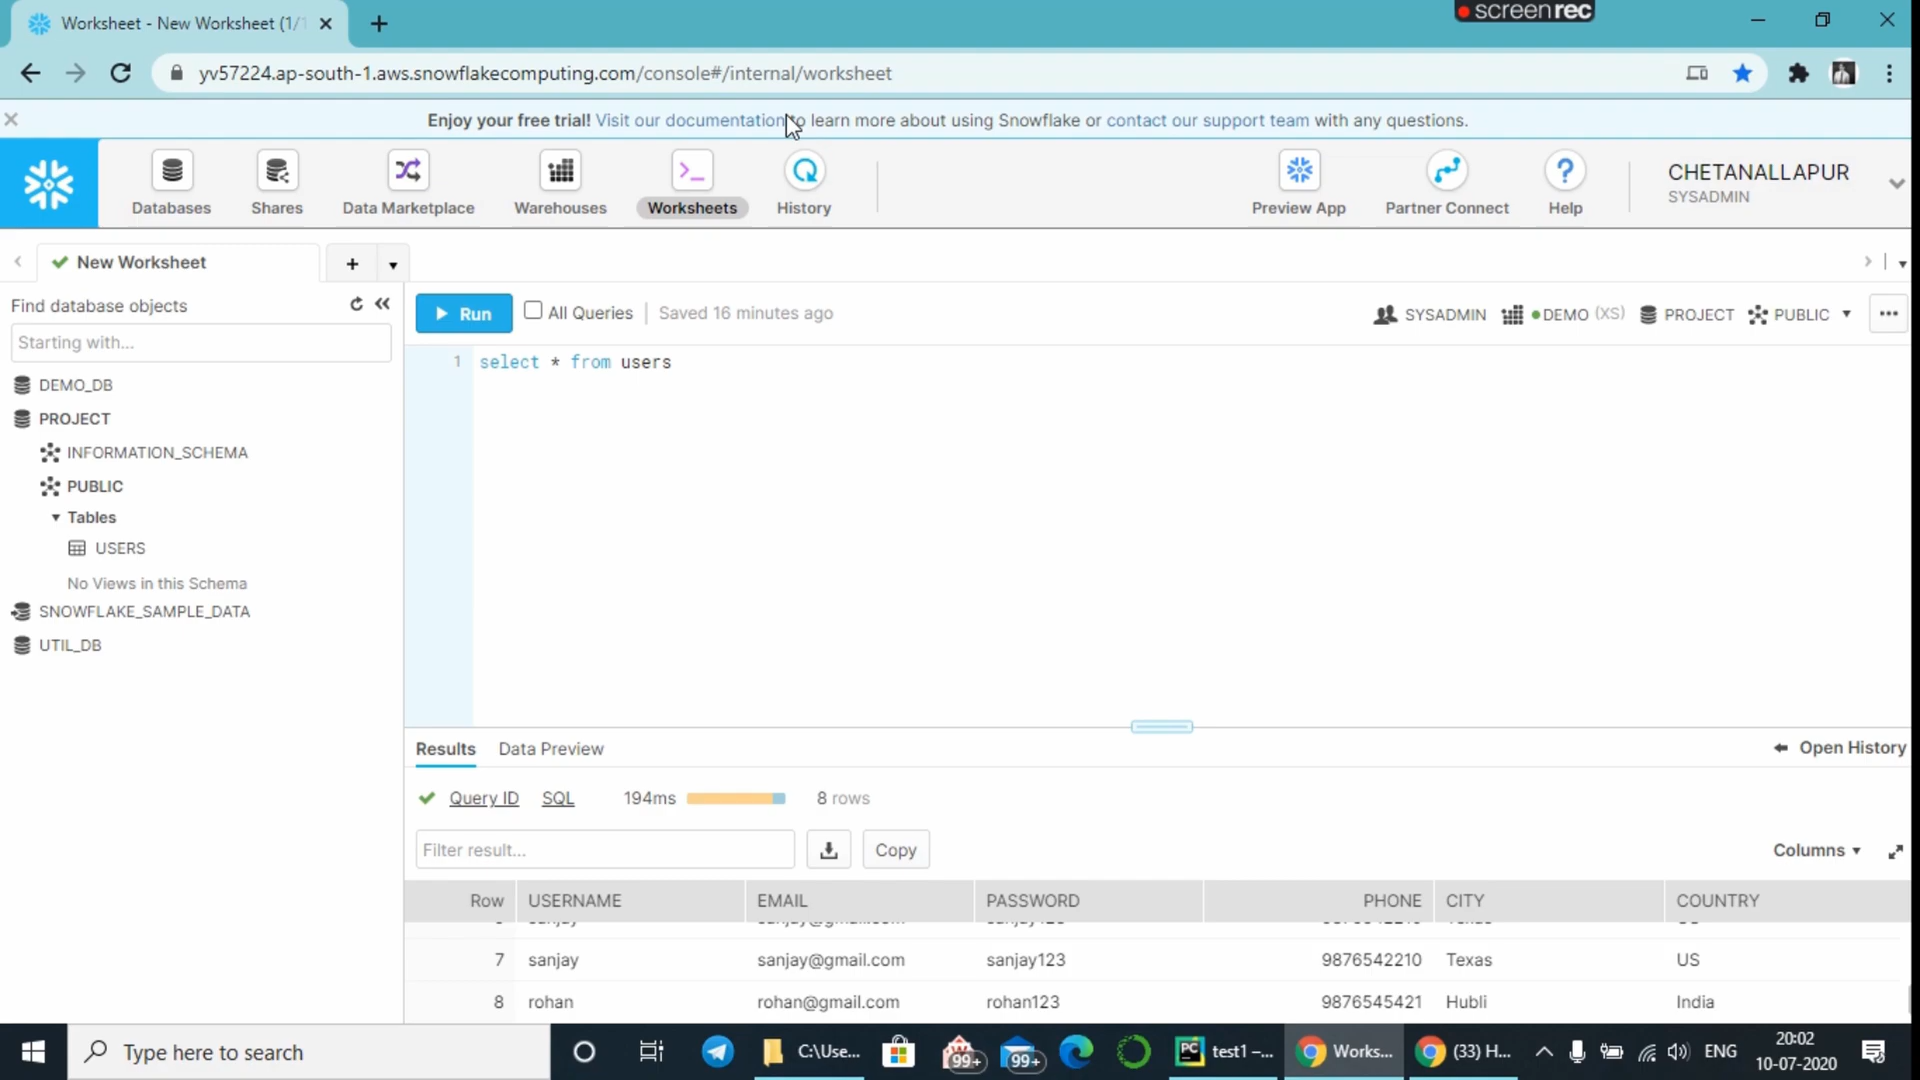 screenrec
Worksheet - New Worksheet (1/1
yv57224.ap-south-1.aws.snowflakecomputing.com/console#/internal/worksheet
Enjoy your free trial! Visit our documentation to learn more about using Snowflake or contact our support team with any questions.
Databases Shares Data Marketplace Warehouses Worksheets History Preview App Partner Connect Help
CHETANALLAPUR
SYSADMIN
New Worksheet
Find database objects
Starting with...
DEMO_DB
PROJECT
INFORMATION_SCHEMA
PUBLIC
Tables
USERS
No Views in this Schema
SNOWFLAKE_SAMPLE_DATA
UTIL_DB
Run All Queries Saved 16 minutes ago SYSADMIN DEMO (XS) PROJECT PUBLIC
1 select * from users
Results Data Preview Open History
Query ID SQL 194ms 8 rows
Filter result... Copy Columns
Row USERNAME EMAIL PASSWORD PHONE CITY COUNTRY
7 sanjay sanjay@gmail.com sanjay123 9876542210 Texas US
8 rohan rohan@gmail.com rohan123 9876545421 Hubli India
Type here to search 99+ 99+ C:\Use... PC test1 –... Works... (33) H... ENG
20:02
10-07-2020